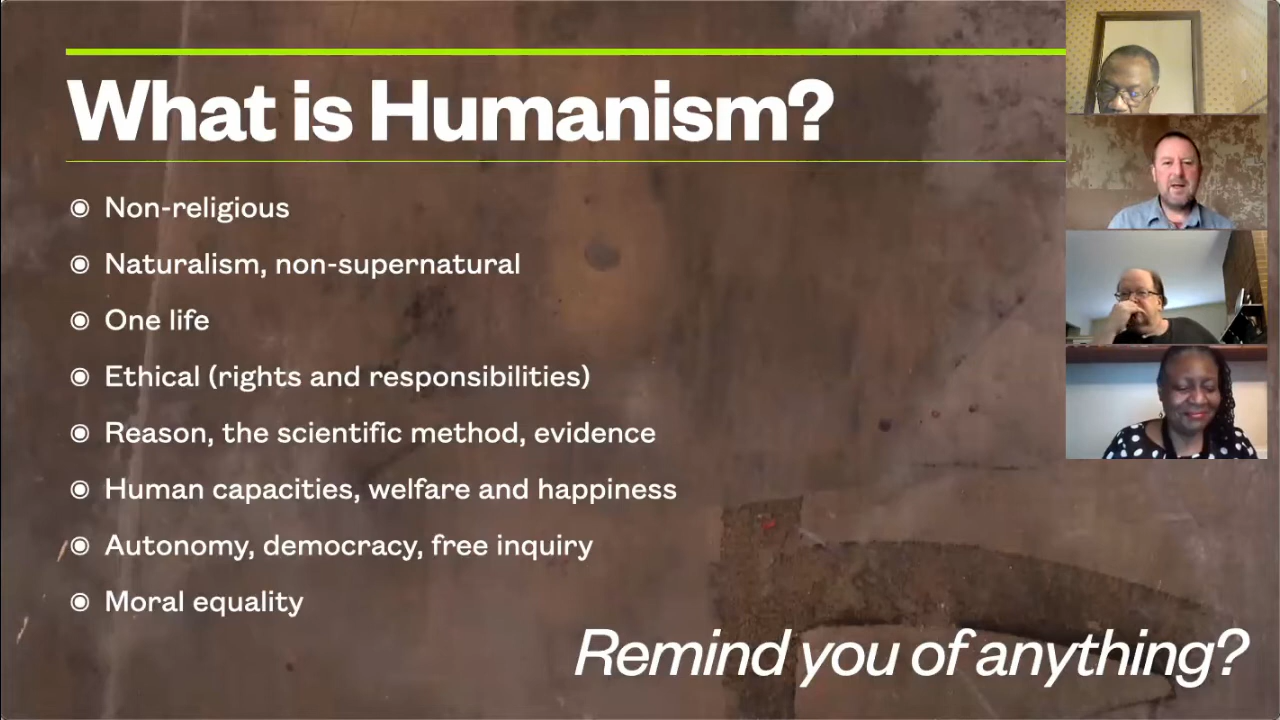 What is Humanism?
Non-religious
Naturalism, non-supernatural
One life
Ethical (rights and responsibilities)
Reason, the scientific method, evidence
Human capacities, welfare and happiness
Autonomy, democracy, free inquiry
Moral equality
Remind you of anything?